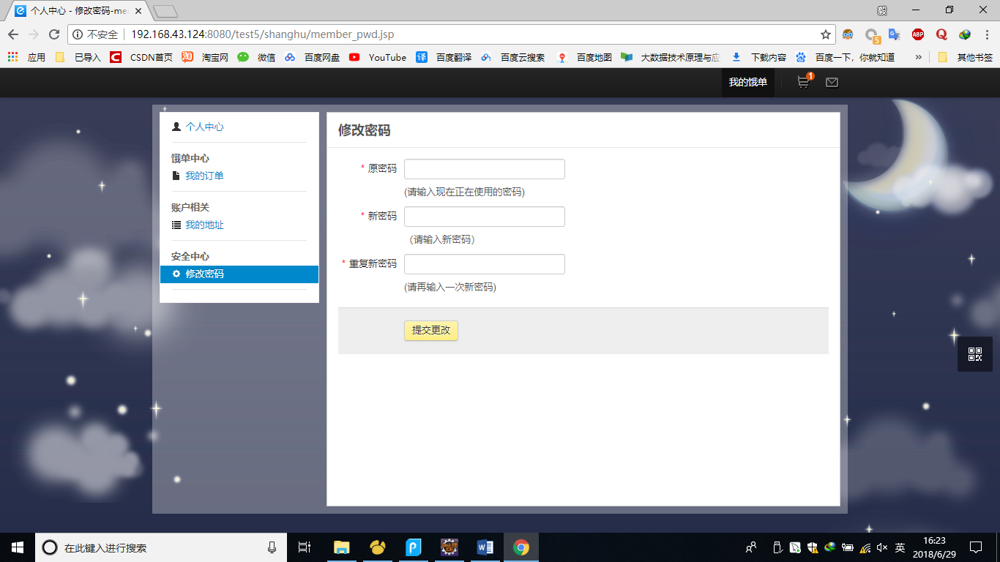 个人中心 - 修改密码-me
不安全 192.168.43.124:8080/test5/shanghu/member_pwd.jsp
5 ABP
应用 已导入 CSDN首页 淘宝网 微信 百度网盘 YouTube 译 百度翻译 百度云搜索 百度地图 大数据技术原理与应 下载内容 百度一下，你就知道 » 其他书签
我的饿单 1
个人中心
饿单中心
我的订单
账户相关
我的地址
安全中心
修改密码
修改密码
* 原密码
(请输入现在正在使用的密码)
* 新密码
(请输入新密码)
* 重复新密码
(请再输入一次新密码)
提交更改
在此键入进行搜索
英
16:23
2018/6/29